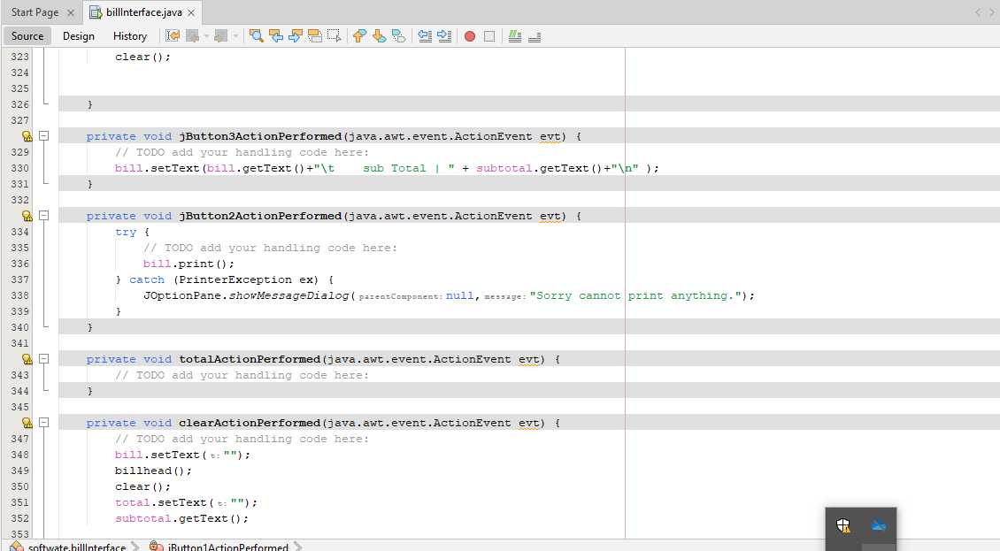 Start Page billInterface.java
Source Design History
323 clear();
324
325
326 }
327
private void jButton3ActionPerformed(java.awt.event.ActionEvent evt) {
329 // TODO add your handling code here:
330 bill.setText(bill.getText()+"\t    sub Total | " + subtotal.getText()+"\n" );
331 }
332
private void jButton2ActionPerformed(java.awt.event.ActionEvent evt) {
334 try {
335 // TODO add your handling code here:
336 bill.print();
337 } catch (PrinterException ex) {
338 JOptionPane.showMessageDialog(parentComponent: null, message: "Sorry cannot print anything.");
339 }
340 }
341
private void totalActionPerformed(java.awt.event.ActionEvent evt) {
343 // TODO add your handling code here:
344 }
345
private void clearActionPerformed(java.awt.event.ActionEvent evt) {
347 // TODO add your handling code here:
348 bill.setText(t: "");
349 billhead();
350 clear();
351 total.setText(t: "");
352 subtotal.getText();
353
softwate.billInterface jButton1ActionPerformed